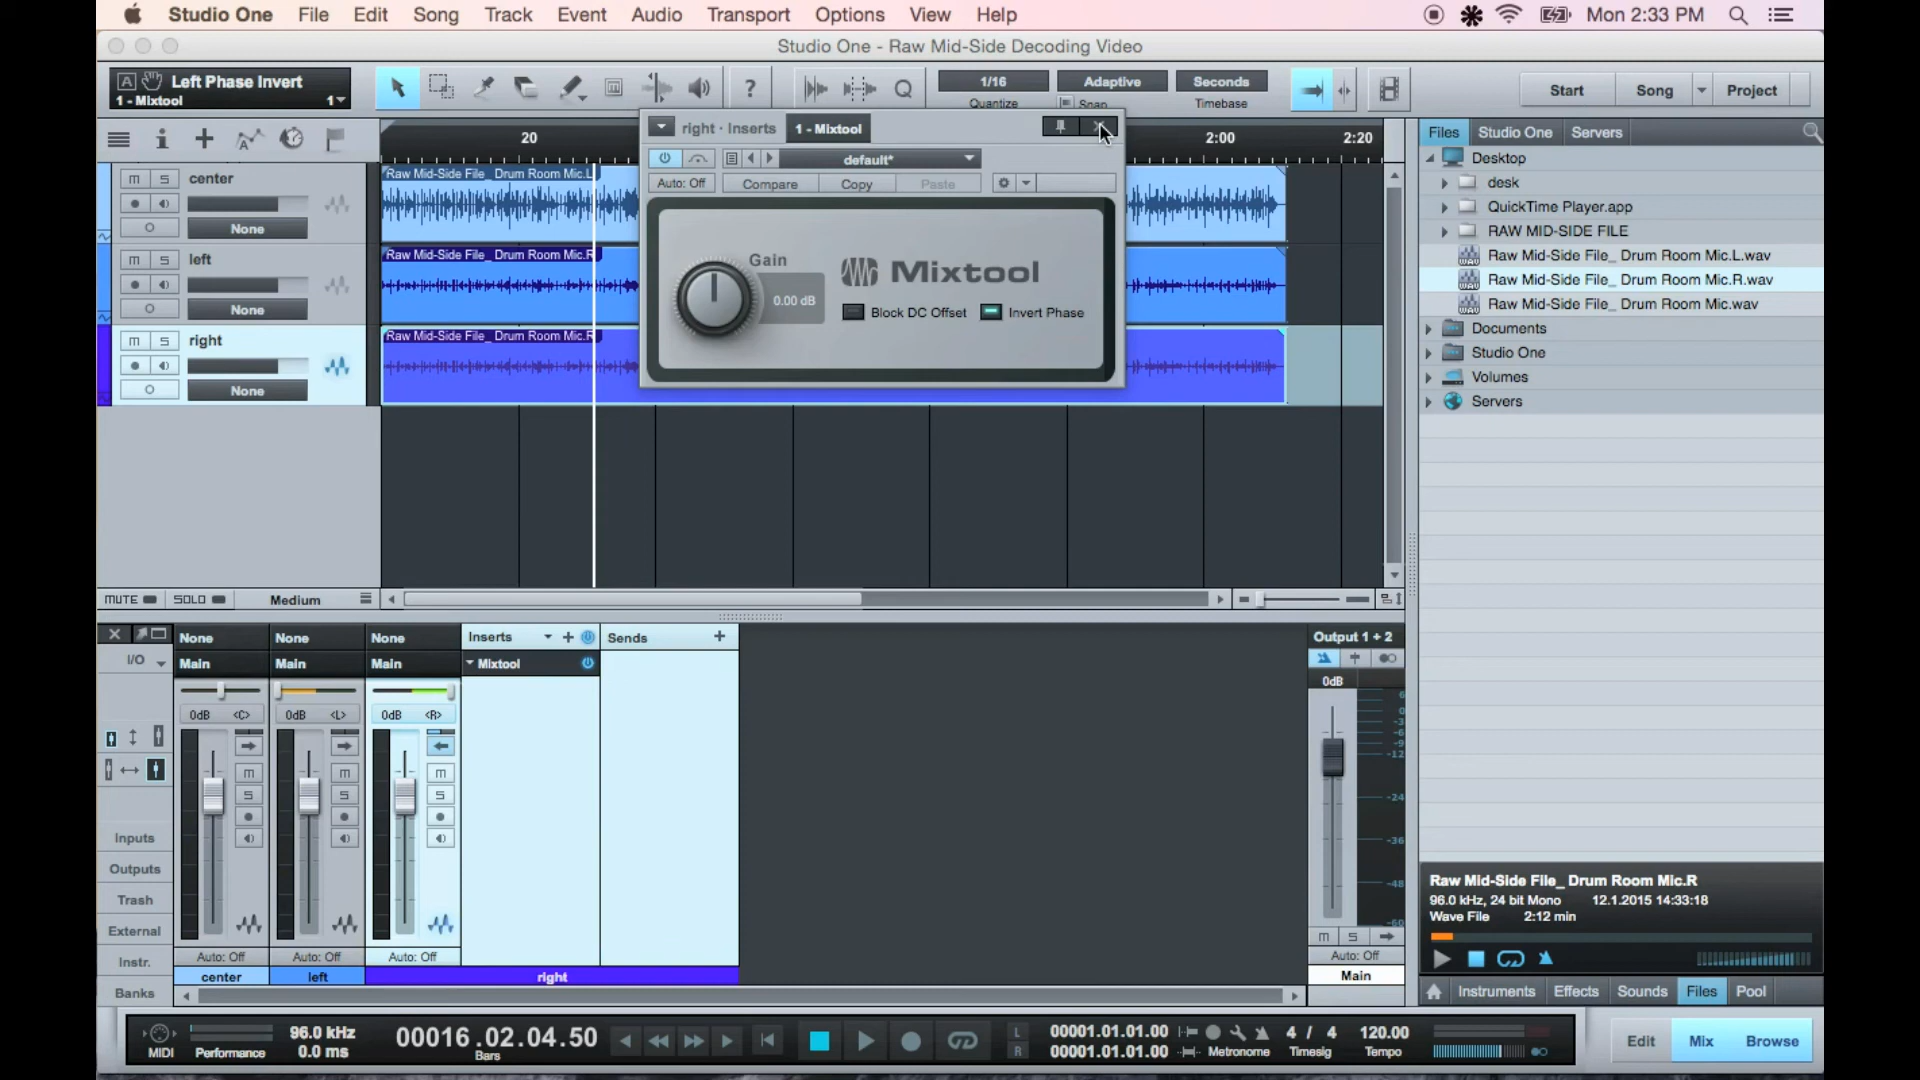 Studio One File Edit Song Track Event Audio Transport Options View Help Mon 2:33 PM
Studio One - Raw Mid-Side Decoding Video
A Left Phase Invert
1 - Mixtool 1
? Q 1/16 Adaptive Seconds Start Song Project
Quantize Snap Timebase
right · Inserts 1 - Mixtool
20 2:00 2:20
default*
Auto: Off Compare Copy Paste
Gain Mixtool
0.00 dB Block DC Offset Invert Phase
m s center
None
m s left
None
m s right
None
Raw Mid-Side File_ Drum Room Mic.L
Raw Mid-Side File_ Drum Room Mic.R
Raw Mid-Side File_ Drum Room Mic.R
Files Studio One Servers
Desktop
desk
QuickTime Player.app
RAW MID-SIDE FILE
Raw Mid-Side File_ Drum Room Mic.L.wav
Raw Mid-Side File_ Drum Room Mic.R.wav
Raw Mid-Side File_ Drum Room Mic.wav
Documents
Studio One
Volumes
Servers
MUTE SOLO Medium
None None None Inserts Sends Output 1 + 2
I/O Main Main Main Mixtool
0dB
0dB <C> 0dB <L> 0dB <R>
m m m
s s s
6
0
-3
-6
-9
-12
-24
-36
-48
-60
Inputs
Outputs
Trash
External
Instr.
Banks
m s
Auto: Off Auto: Off Auto: Off Auto: Off
center left right Main
Raw Mid-Side File_ Drum Room Mic.R
96.0 kHz, 24 bit Mono 12.1.2015 14:33:18
Wave File 2:12 min
Instruments Effects Sounds Files Pool
MIDI Performance 96.0 kHz
0.0 ms
00016.02.04.50
Bars
L 00001.01.01.00
R 00001.01.01.00
Metronome
4 / 4
Timesig
120.00
Tempo
Edit Mix Browse